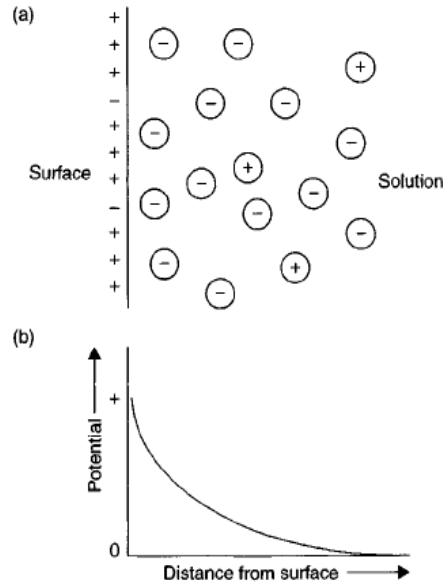 (a)
+
+ − −
+ +
− − −
+ −
+ −
+
Surface + − − Solution
− − −
+ −
+ − +
+ −
(b)
Potential
+
0
Distance from surface